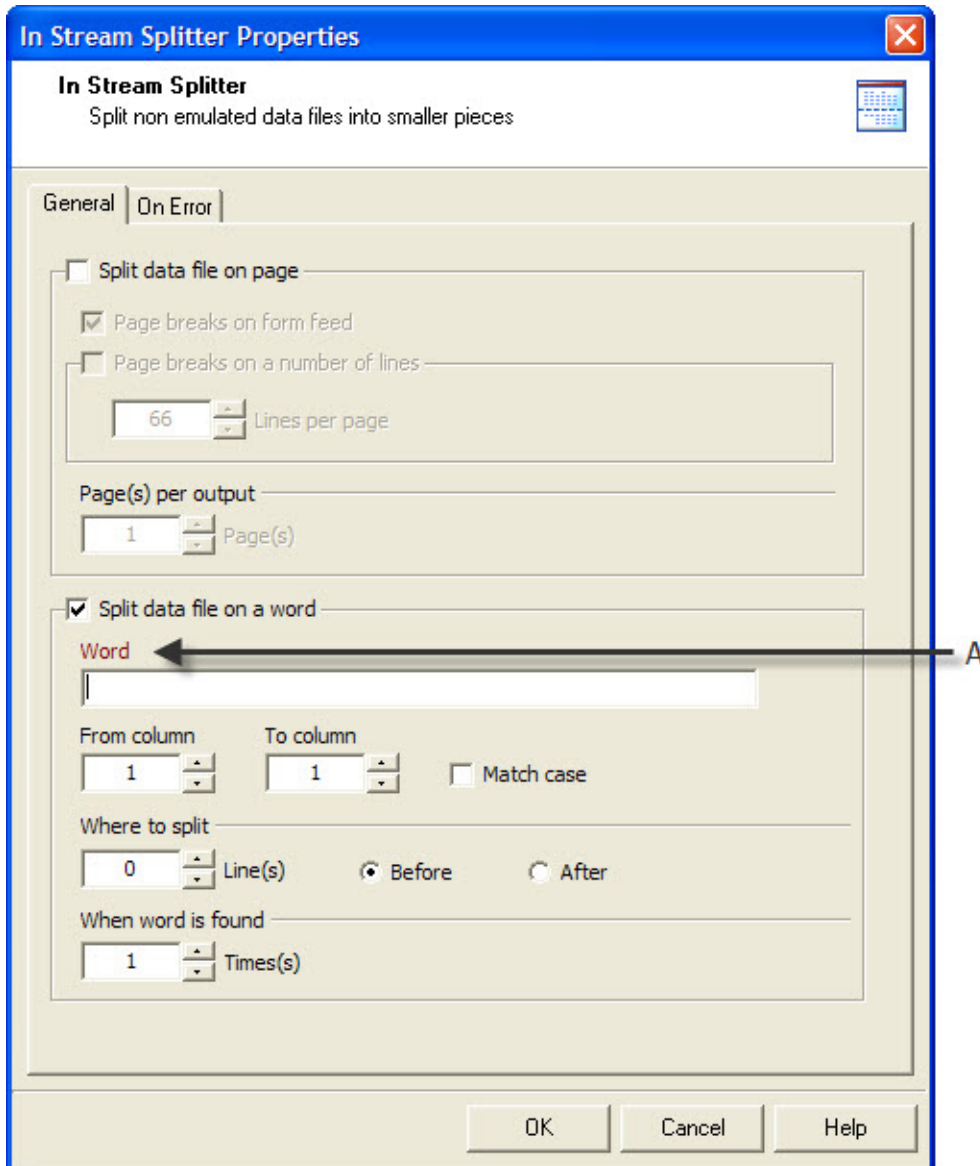 In Stream Splitter Properties
In Stream Splitter
Split non emulated data files into smaller pieces
General On Error
Split data file on page
Page breaks on form feed
Page breaks on a number of lines
66 Lines per page
Page(s) per output
1 Page(s)
Split data file on a word
Word A
From column To column
1 1 Match case
Where to split
0 Line(s) Before After
When word is found
1 Times(s)
OK Cancel Help